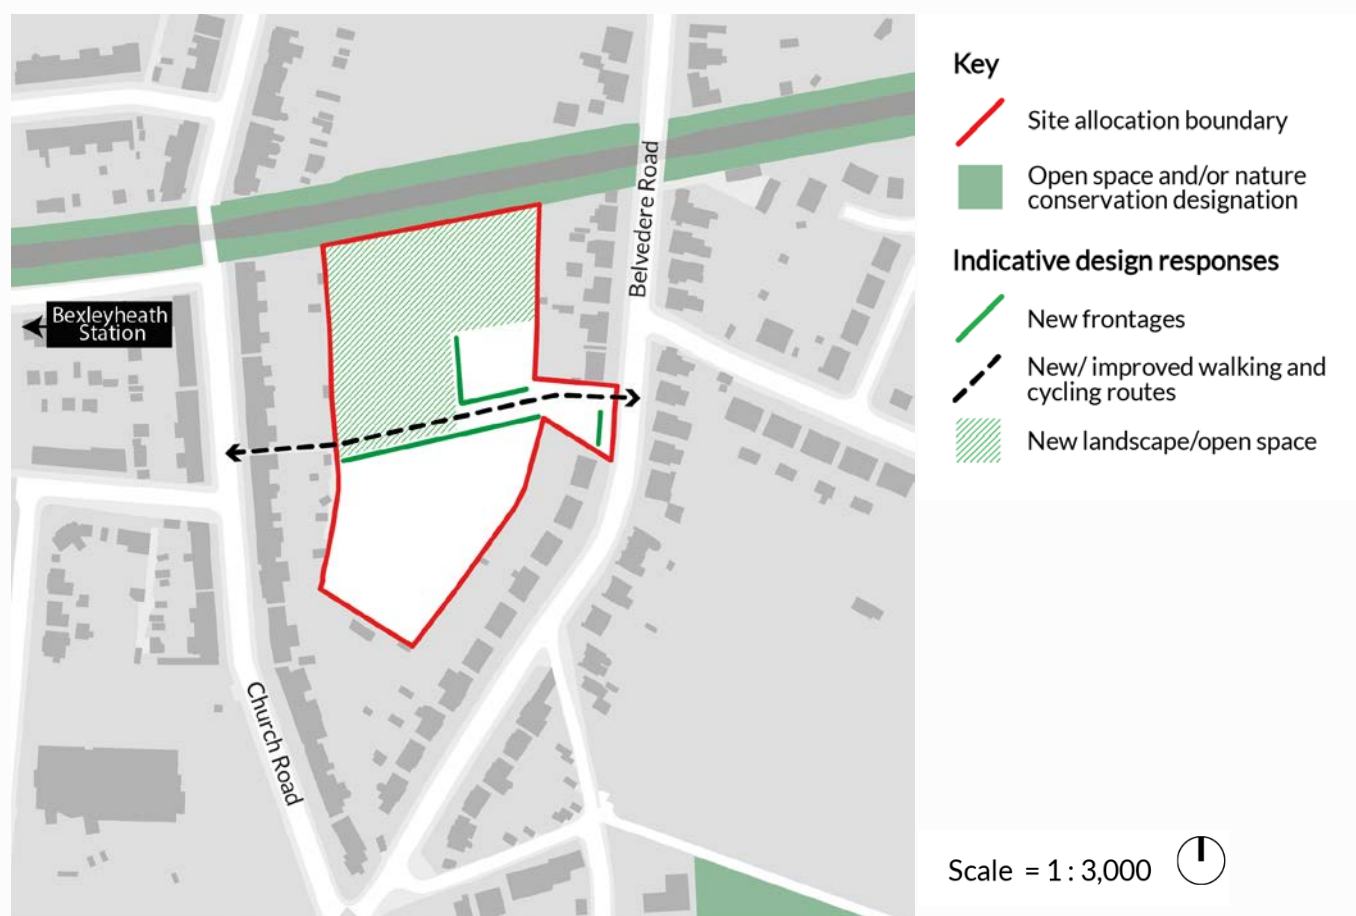 Belvedere Road
Bexleyheath
Station
Church Road
Key
Site allocation boundary
Open space and/or nature
conservation designation
Indicative design responses
New frontages
New/ improved walking and
cycling routes
New landscape/open space
Scale = 1 : 3,000